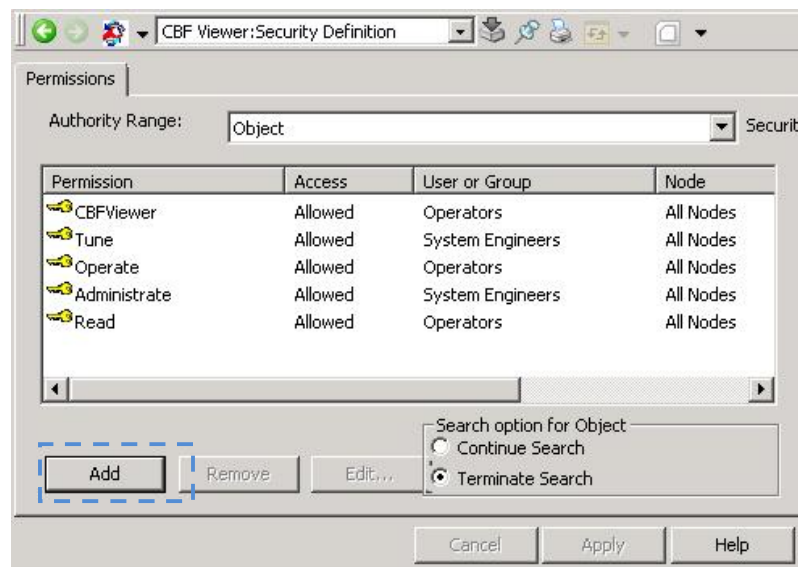 CBF Viewer:Security Definition
Permissions
Authority Range: Object Securit
Permission Access User or Group Node
CBFViewer Allowed Operators All Nodes
Tune Allowed System Engineers All Nodes
Operate Allowed Operators All Nodes
Administrate Allowed System Engineers All Nodes
Read Allowed Operators All Nodes
Search option for Object
Continue Search
Add Remove Edit... Terminate Search
Cancel Apply Help